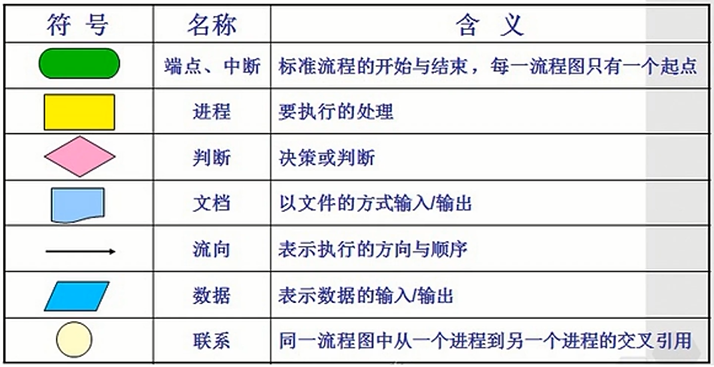 符 号 名称 含 义
端点、中断 标准流程的开始与结束，每一流程图只有一个起点
进程 要执行的处理
判断 决策或判断
文档 以文件的方式输入/输出
流向 表示执行的方向与顺序
数据 表示数据的输入/输出
联系 同一流程图中从一个进程到另一个进程的交叉引用